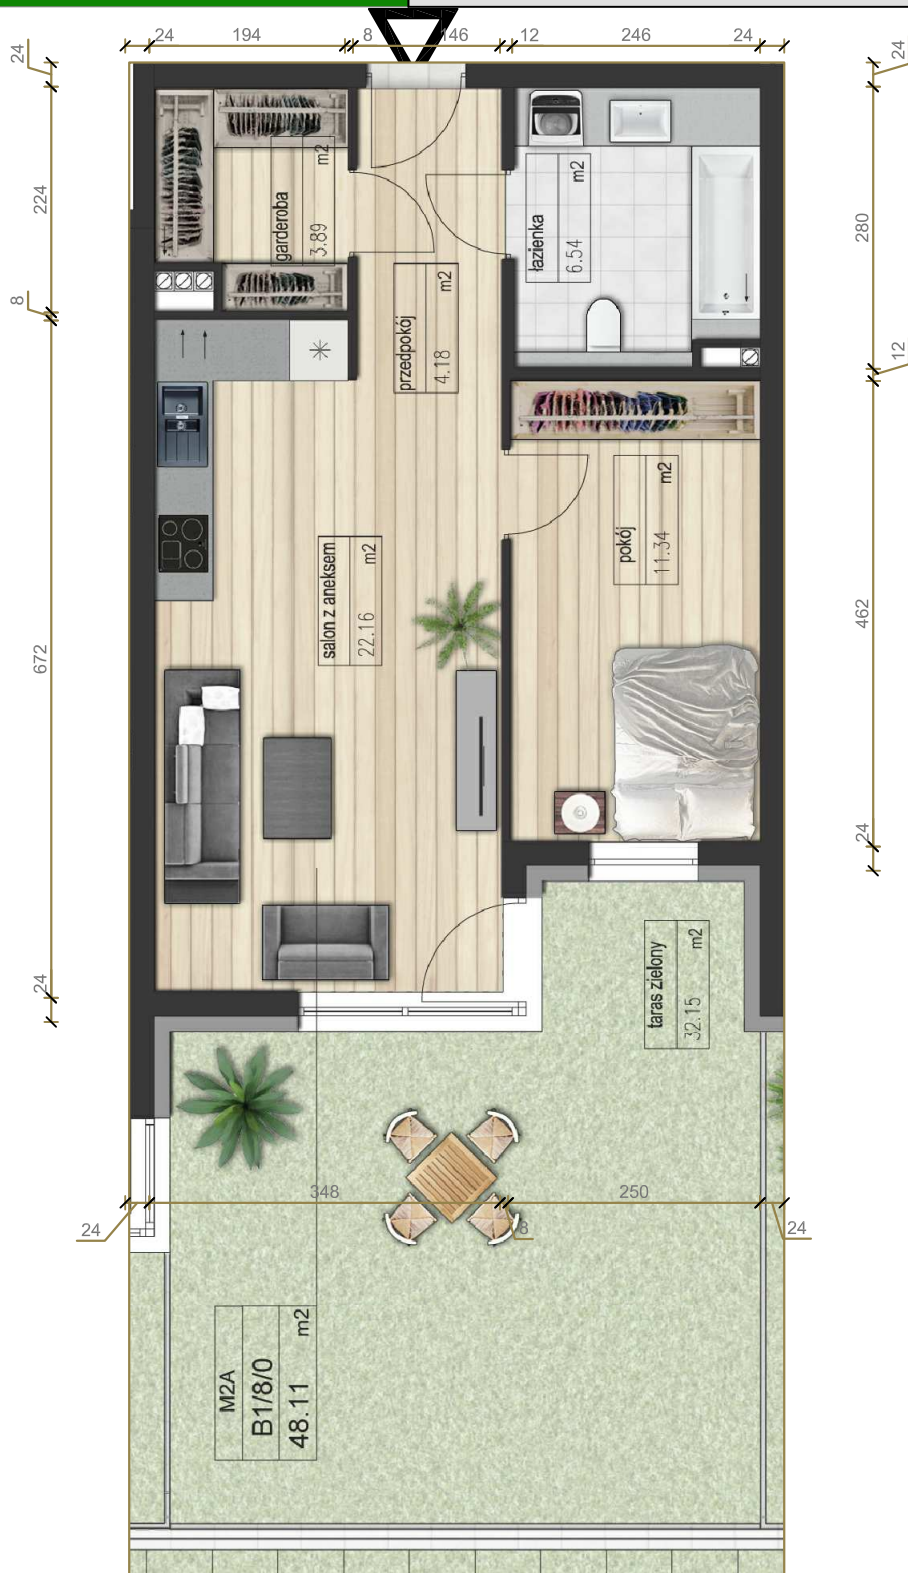 24
194
8
146
12
246
24
24
224
8
672
24
24
280
12
462
24
garderoba
3.89
m2
łazienka
6.54
m2
przedpokój
4.18
m2
salon z aneksem
22.16
m2
pokój
11.34
m2
taras zielony
32.15
m2
24
348
8
250
24
M2A
B1/8/0
48.11
m2